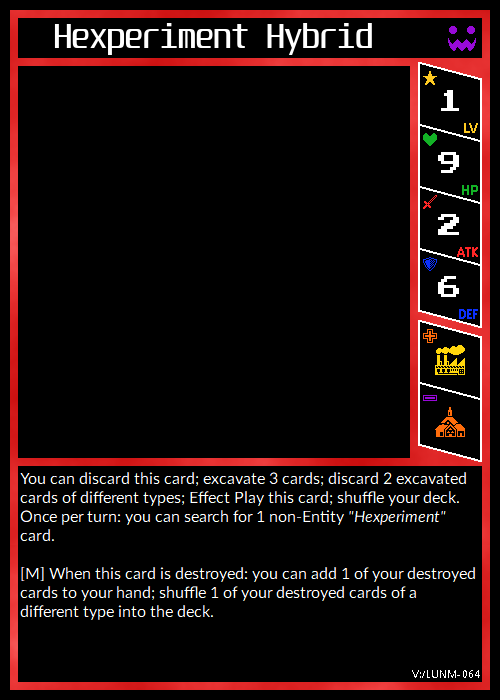 Hexperiment Hybrid
1
LV
9
HP
2
ATK
6
DEF
You can discard this card; excavate 3 cards; discard 2 excavated
cards of different types; Effect Play this card; shuffle your deck.
Once per turn: you can search for 1 non-Entity "Hexperiment"
card.
[M] When this card is destroyed: you can add 1 of your destroyed
cards to your hand; shuffle 1 of your destroyed cards of a
different type into the deck.
V:/LUNM-064